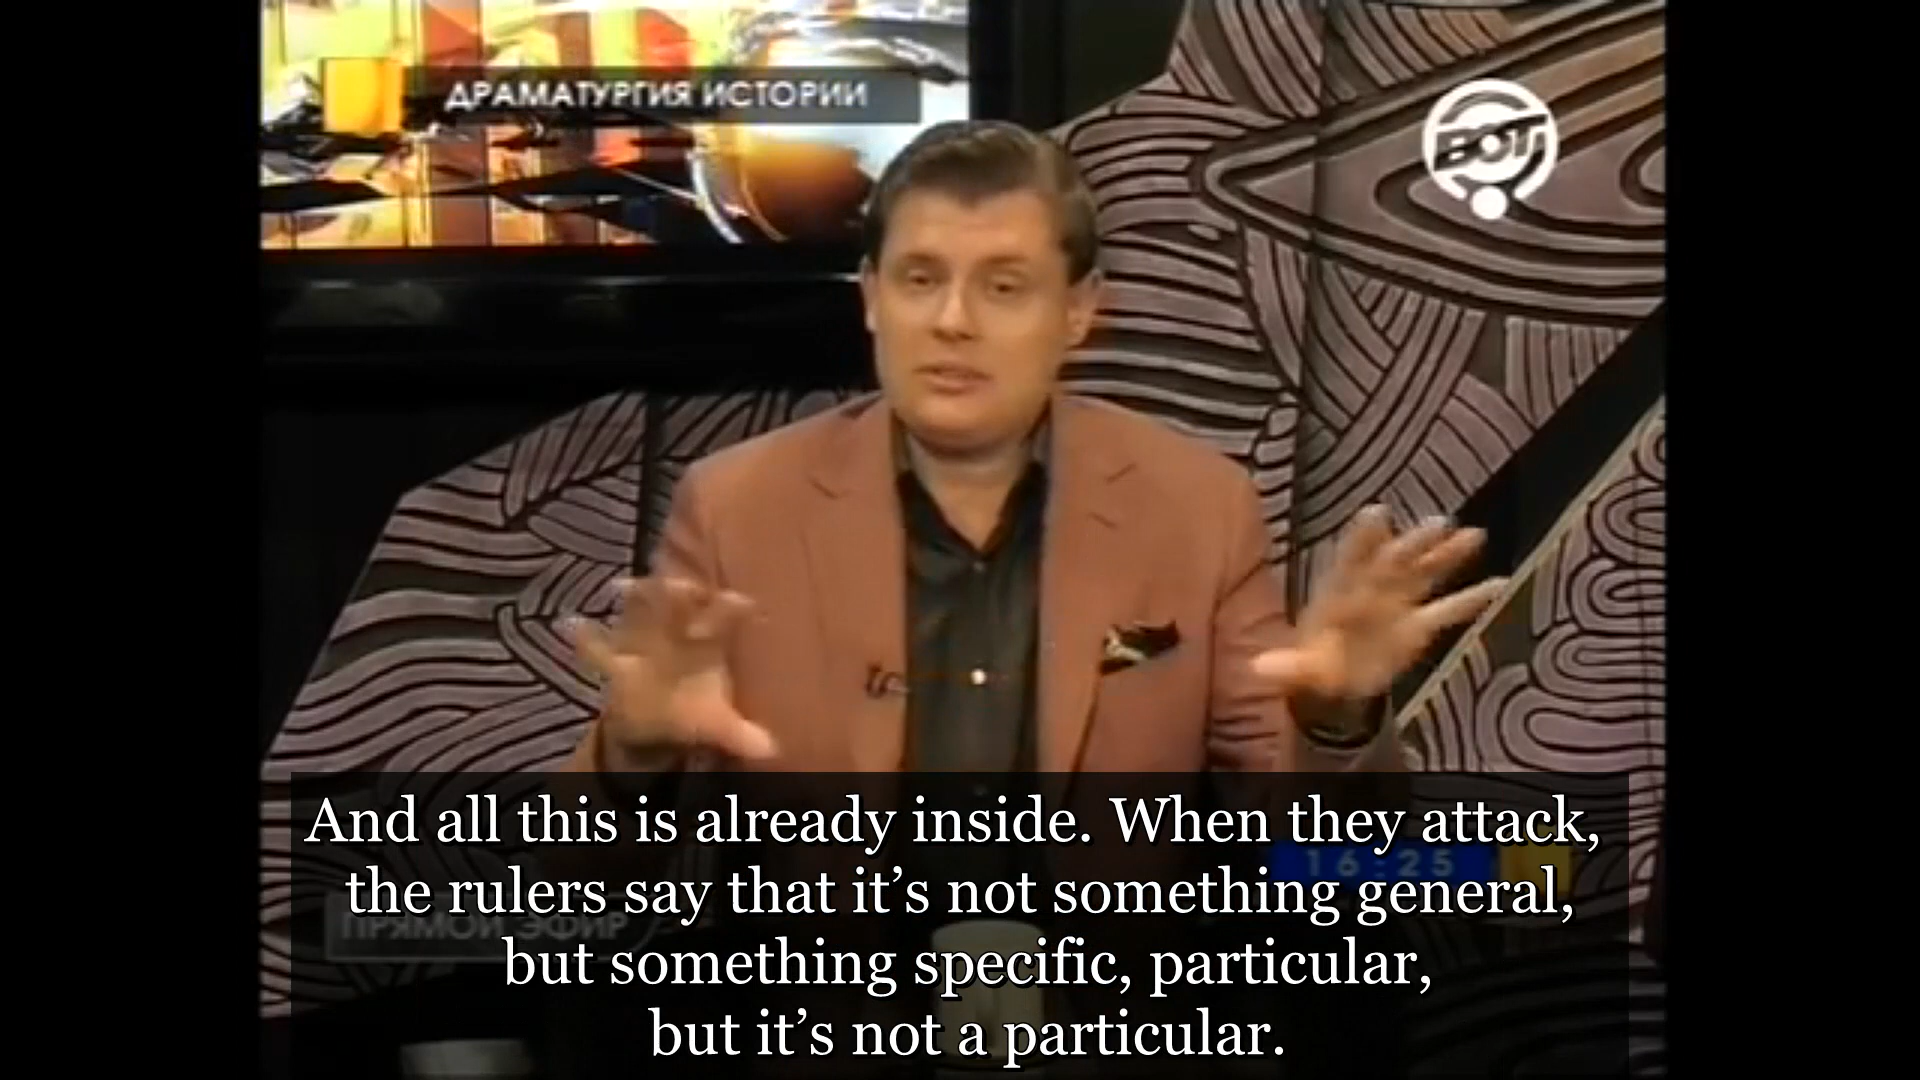 ДРАМАТУРГИЯ ИСТОРИИ
ВОТ!
And all this is already inside. When they attack,
16:25
the rulers say that it’s not something general,
ПРЯМОЙ ЭФИР
but something specific, particular,
but it’s not a particular.